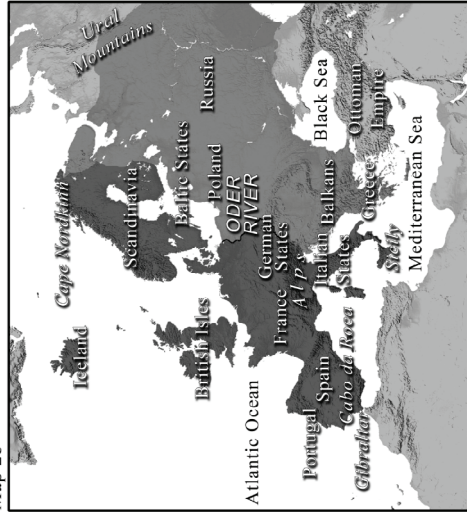 Ural
Mountains
Cape Nordkinn
Iceland
Scandinavia
Russia
Baltic States
British Isles
Poland
ODER
RIVER
Atlantic Ocean
German
States
France
Alps
Black Sea
Balkans
Italian
States
Ottoman
Empire
Portugal
Spain
Cabo da Roca
Gibraltar
Greece
Sicily
Mediterranean Sea